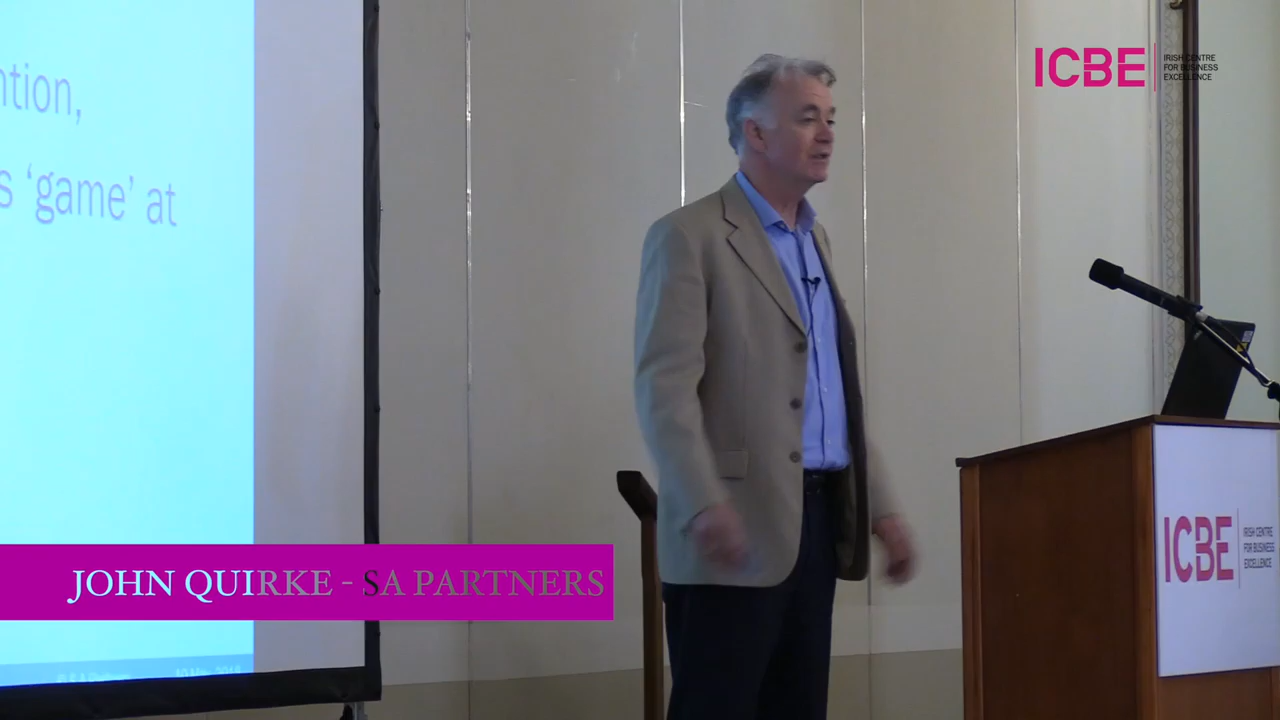 ntion,
s ‘game’ at
ICBE
IRISH CENTRE
FOR BUSINESS
EXCELLENCE
JOHN QUIRKE - SA PARTNERS
ICBE
IRISH CENTRE
FOR BUSINESS
EXCELLENCE